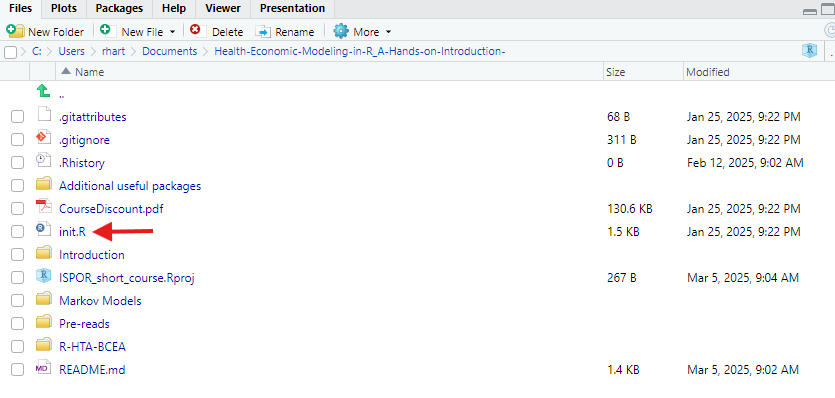 Files Plots Packages Help Viewer Presentation
New Folder New File Delete Rename More
C: Users rhart Documents Health-Economic-Modeling-in-R_A-Hands-on-Introduction-
Name Size Modified
..
.gitattributes 68 B Jan 25, 2025, 9:22 PM
.gitignore 311 B Jan 25, 2025, 9:22 PM
.Rhistory 0 B Feb 12, 2025, 9:02 AM
Additional useful packages
CourseDiscount.pdf 130.6 KB Jan 25, 2025, 9:22 PM
init.R 1.5 KB Jan 25, 2025, 9:22 PM
Introduction
ISPOR_short_course.Rproj 267 B Mar 5, 2025, 9:04 AM
Markov Models
Pre-reads
R-HTA-BCEA
README.md 1.4 KB Mar 5, 2025, 9:02 AM